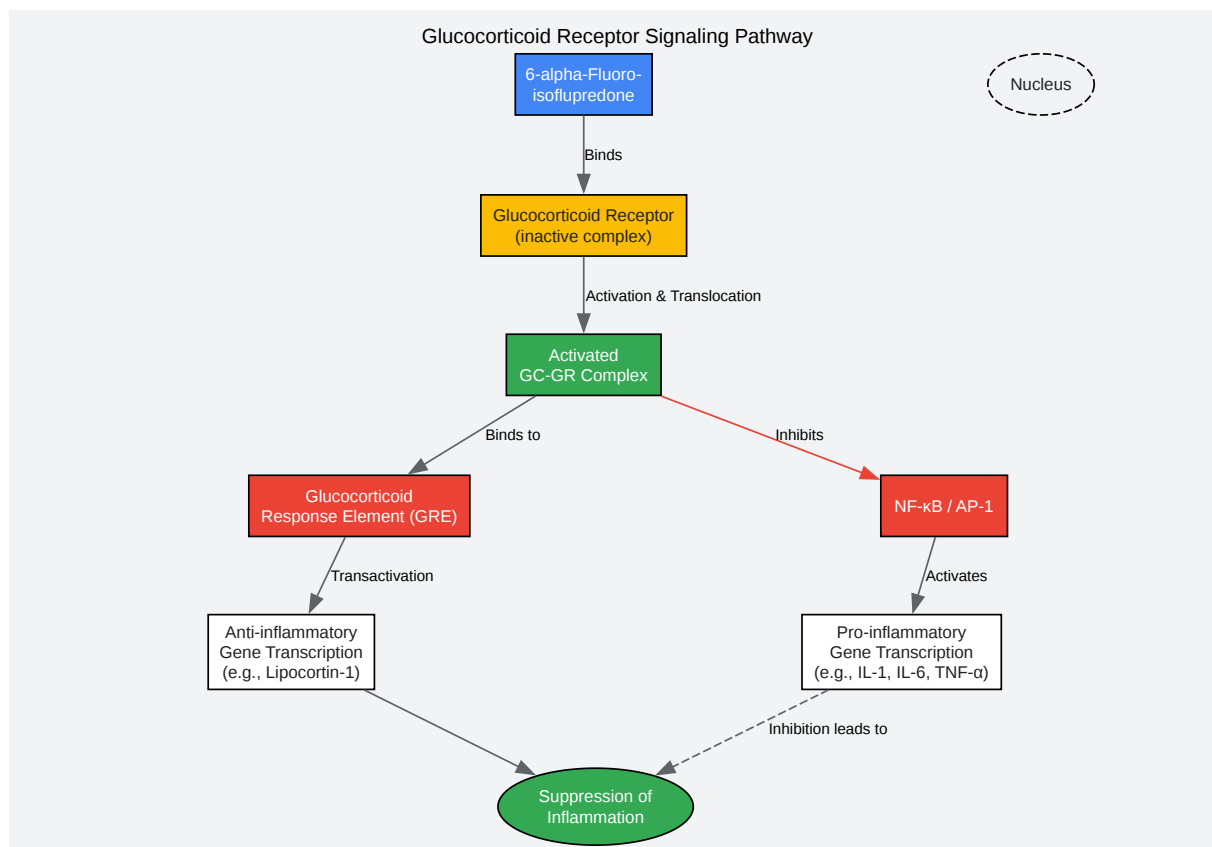 Glucocorticoid Receptor Signaling Pathway
6-alpha-Fluoro-
isoflupredone
Nucleus
Binds
Glucocorticoid Receptor
(inactive complex)
Activation & Translocation
Activated
GC-GR Complex
Binds to
Inhibits
Glucocorticoid
Response Element (GRE)
NF-κB / AP-1
Transactivation
Activates
Anti-inflammatory
Gene Transcription
(e.g., Lipocortin-1)
Pro-inflammatory
Gene Transcription
(e.g., IL-1, IL-6, TNF-α)
Inhibition leads to
Suppression of
Inflammation